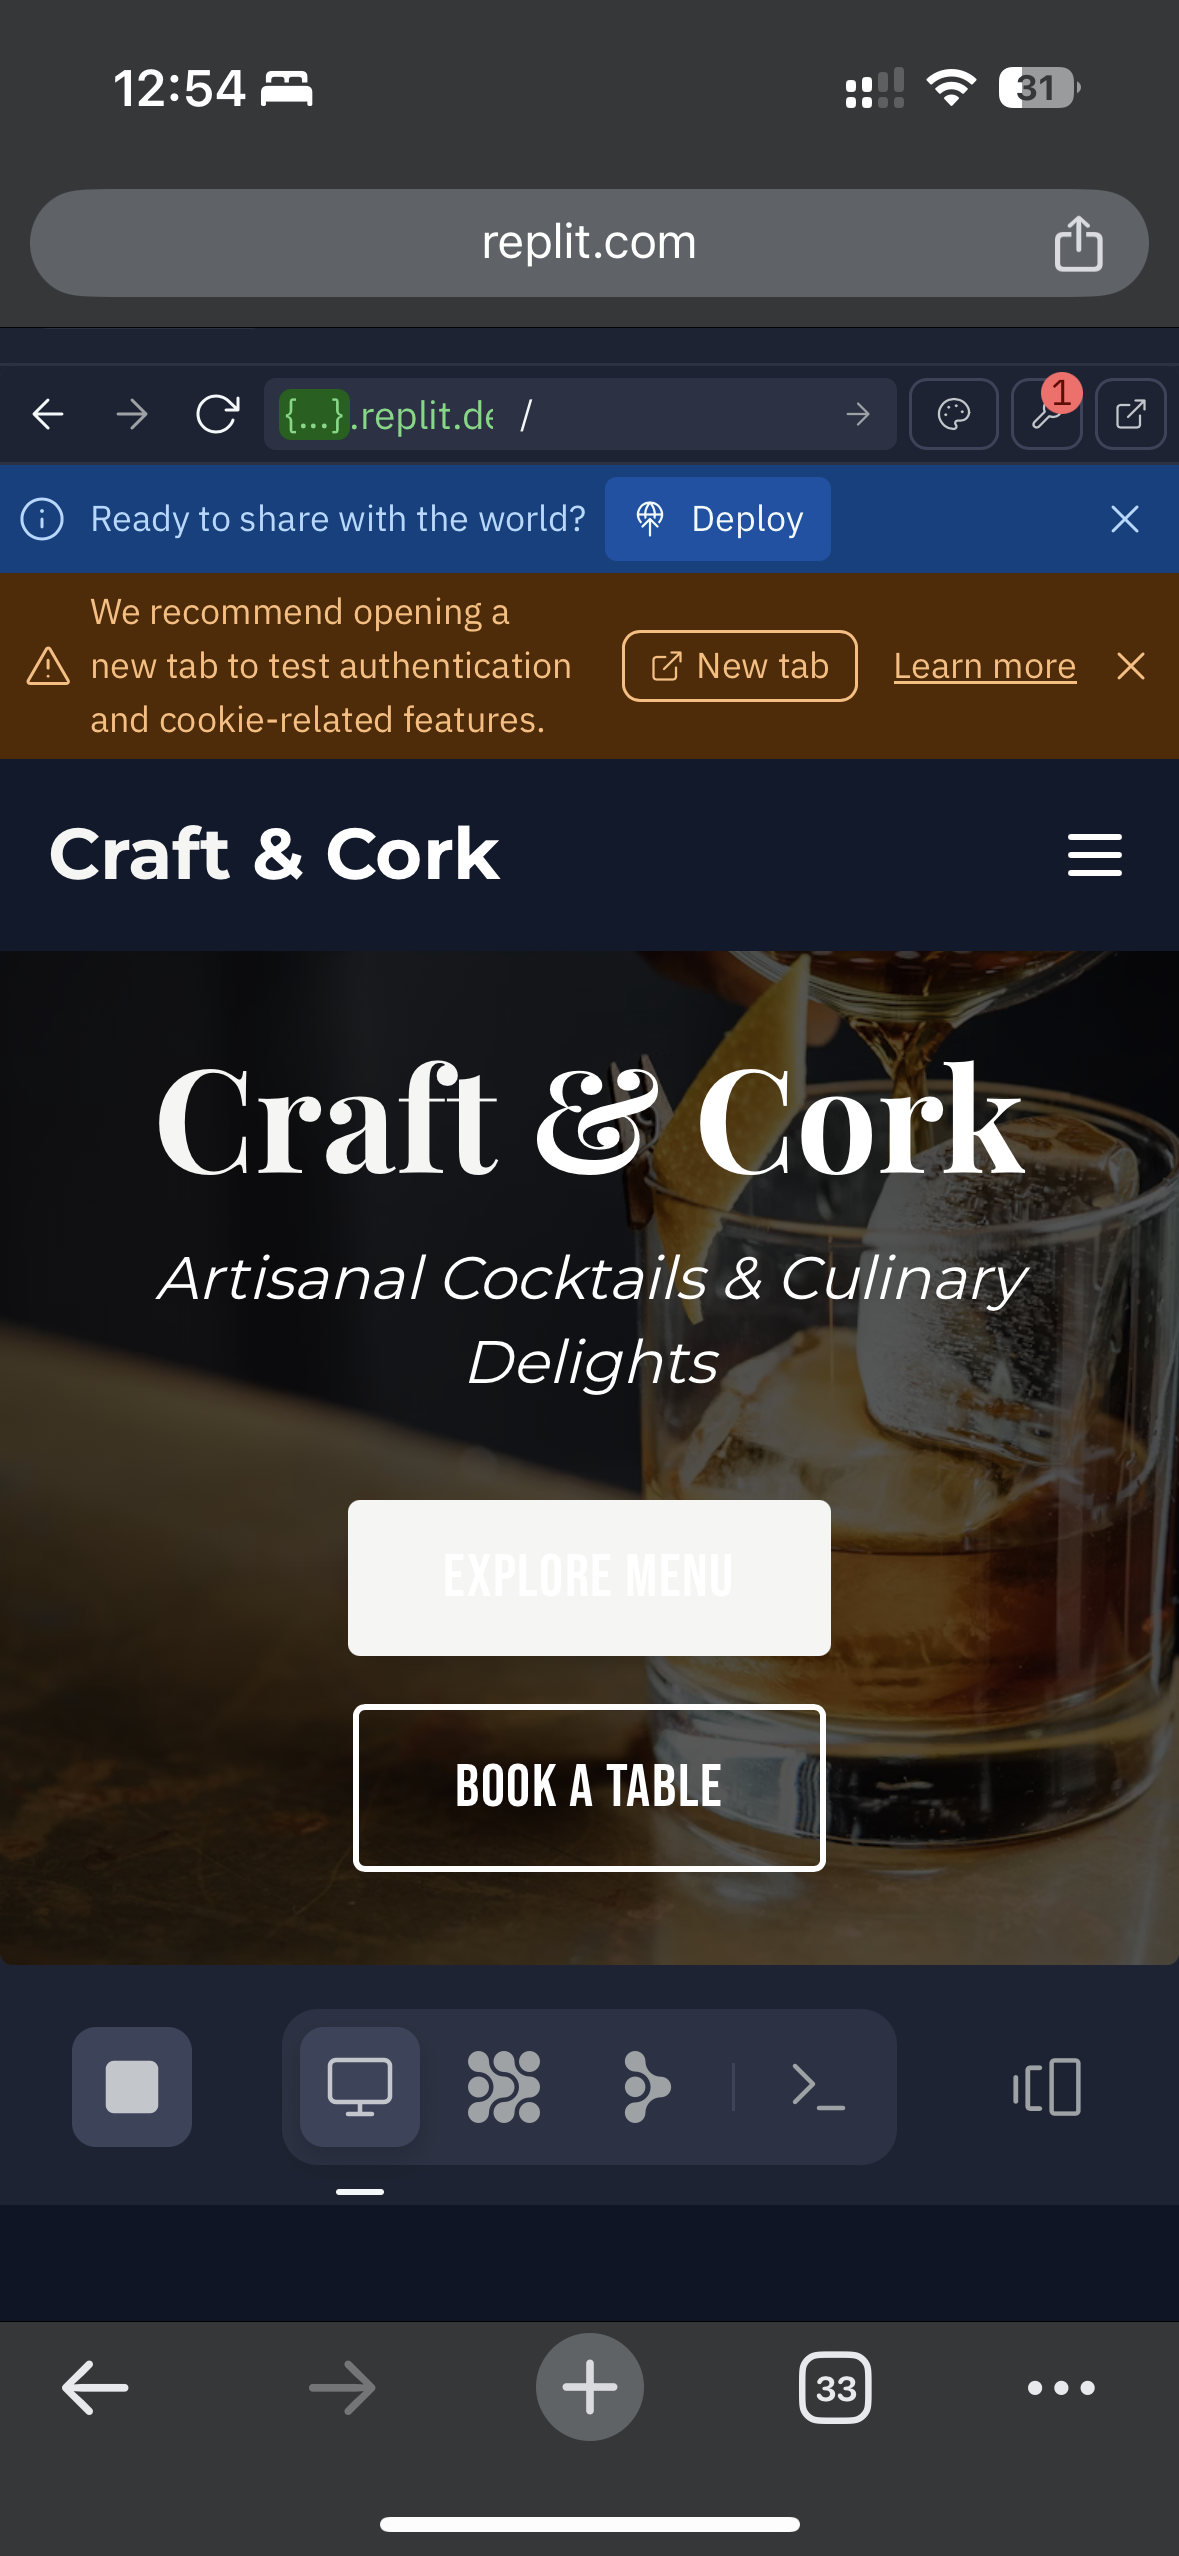 12:54
31
replit.com
{...}.replit.de /
1
Ready to share with the world?
Deploy
We recommend opening a
new tab to test authentication
and cookie-related features.
New tab
Learn more
Craft & Cork
Craft & Cork
Artisanal Cocktails & Culinary
Delights
EXPLORE MENU
BOOK A TABLE
33